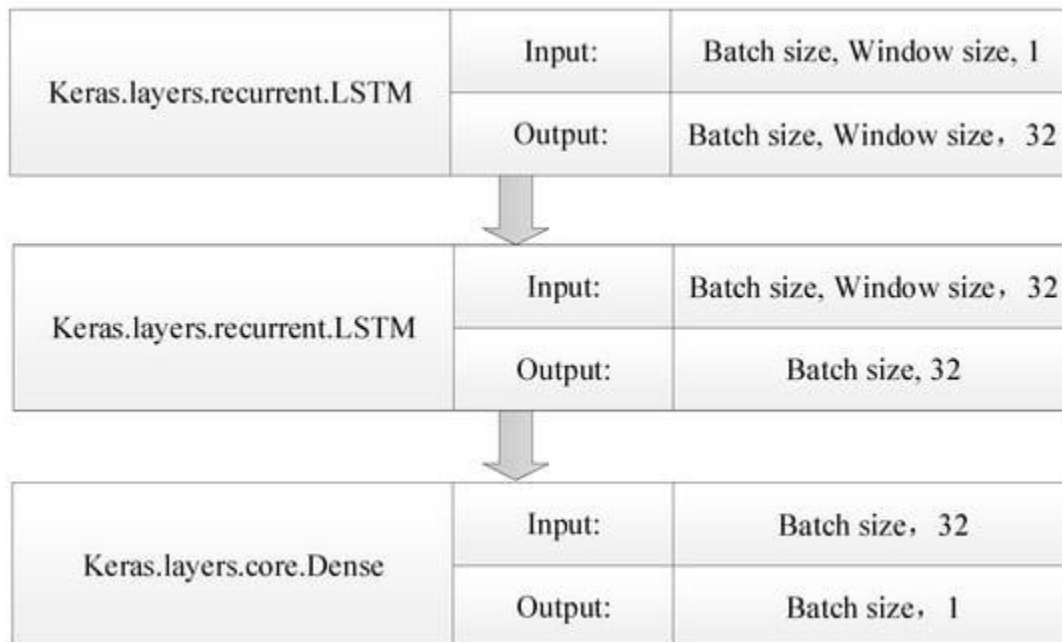 Keras.layers.recurrent.LSTM
Input:
Batch size, Window size, 1
Output:
Batch size, Window size，32
Keras.layers.recurrent.LSTM
Input:
Batch size, Window size，32
Output:
Batch size, 32
Keras.layers.core.Dense
Input:
Batch size，32
Output:
Batch size，1